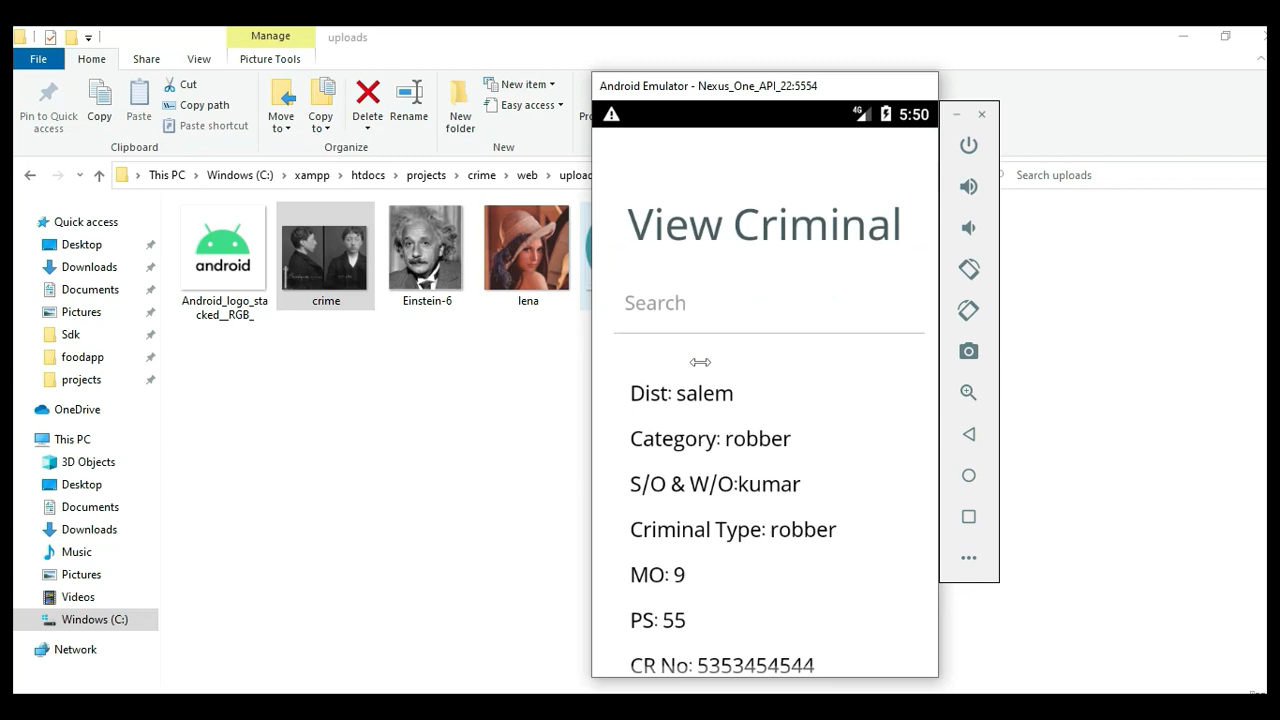 Manage
uploads
File
Home
Share
View
Picture Tools
Pin to Quick access
Copy
Paste
Cut
Copy path
Paste shortcut
Clipboard
Move to
Copy to
Delete
Rename
Organize
New folder
New item
Easy access
New
This PC
Windows (C:)
xampp
htdocs
projects
crime
web
Search uploads
Quick access
Desktop
Downloads
Documents
Pictures
Sdk
foodapp
projects
OneDrive
This PC
3D Objects
Desktop
Documents
Downloads
Music
Pictures
Videos
Windows (C:)
Network
android
Android_logo_sta
cked__RGB_
crime
Einstein-6
lena
Android Emulator - Nexus_One_API_22:5554
4G
5:50
View Criminal
Search
Dist: salem
Category: robber
S/O & W/O:kumar
Criminal Type: robber
MO: 9
PS: 55
CR No: 5353454544